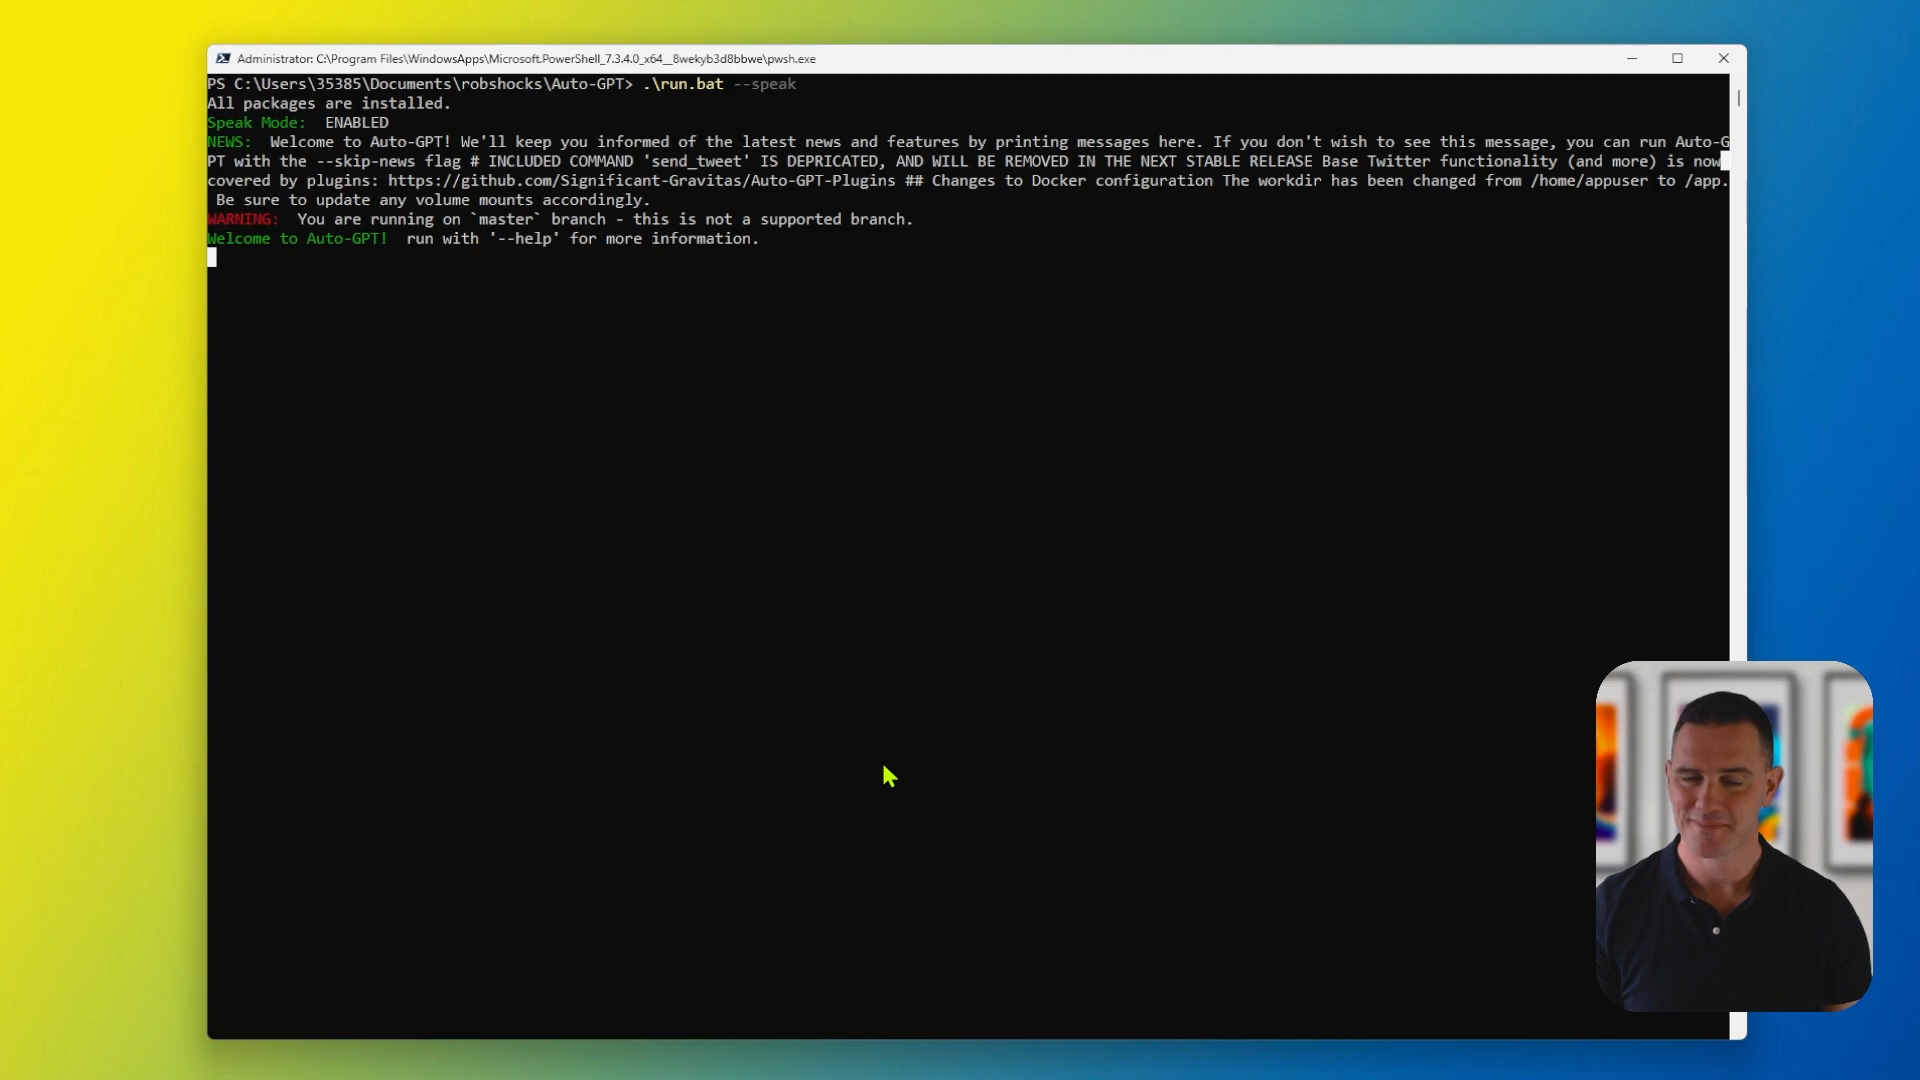 Administrator: C:\Program Files\WindowsApps\Microsoft.PowerShell_7.3.4.0_x64__8wekyb3d8bbwe\pwsh.exe
PS C:\Users\35385\Documents\robshocks\Auto-GPT> .\run.bat --speak
All packages are installed.
Speak Mode:  ENABLED
NEWS:  Welcome to Auto-GPT! We'll keep you informed of the latest news and features by printing messages here. If you don't wish to see this message, you can run Auto-G
PT with the --skip-news flag # INCLUDED COMMAND 'send_tweet' IS DEPRICATED, AND WILL BE REMOVED IN THE NEXT STABLE RELEASE Base Twitter functionality (and more) is now
covered by plugins: https://github.com/Significant-Gravitas/Auto-GPT-Plugins ## Changes to Docker configuration The workdir has been changed from /home/appuser to /app.
Be sure to update any volume mounts accordingly.
WARNING:  You are running on `master` branch - this is not a supported branch.
Welcome to Auto-GPT!  run with '--help' for more information.